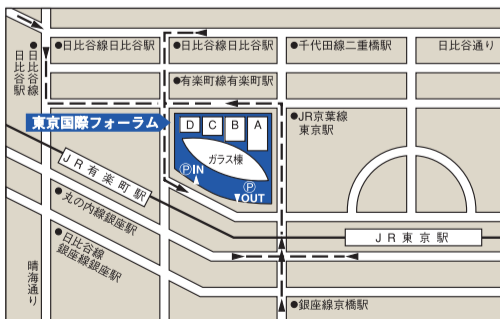 ●日比谷線日比谷駅
●日比谷線日比谷駅
●日比谷線日比谷駅
●千代田線二重橋駅
日比谷通り
●有楽町線有楽町駅
東京国際フォーラム
D
C
B
A
●JR京葉線
東京駅
ガラス棟
ⓅIN
Ⓟ
OUT
JR有楽町駅
●丸の内線銀座駅
JR東京駅
●日比谷線
銀座線銀座駅
晴海通り
●銀座線京橋駅